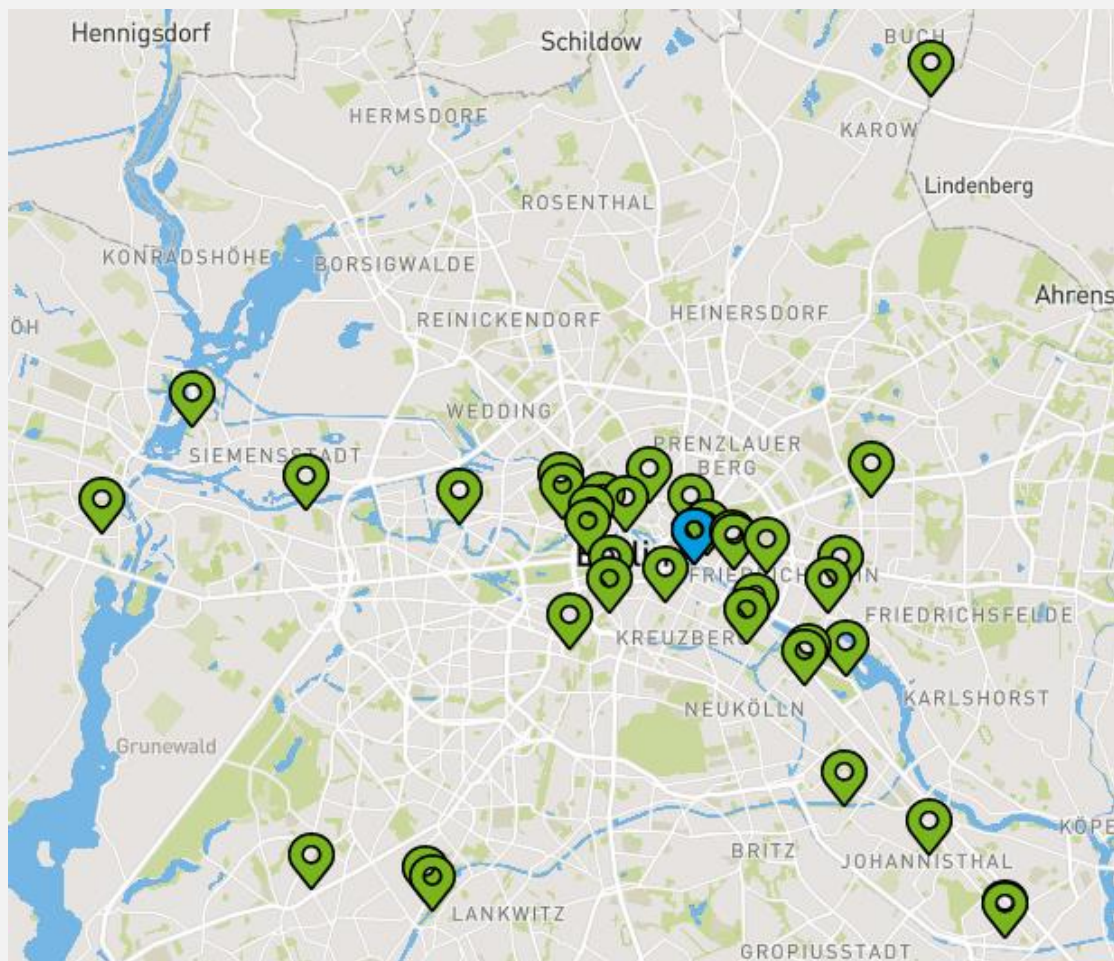 Hennigsdorf
Schildow
BUCH
HERMSDORF
KAROW
Lindenberg
ROSENTHAL
KONRADSHÖHE
BORSIGWALDE
Ahrens
HEINERSDORF
REINICKENDORF
ÖH
WEDDING
PRENZLAUER
BERG
SIEMENSSTADT
FRIEDRICHSFELDE
KREUZBERG
KARLSHORST
NEUKÖLLN
Grunewald
KÖPE
BRITZ
JOHANNISTHAL
LANKWITZ
GROPIUSSTADT